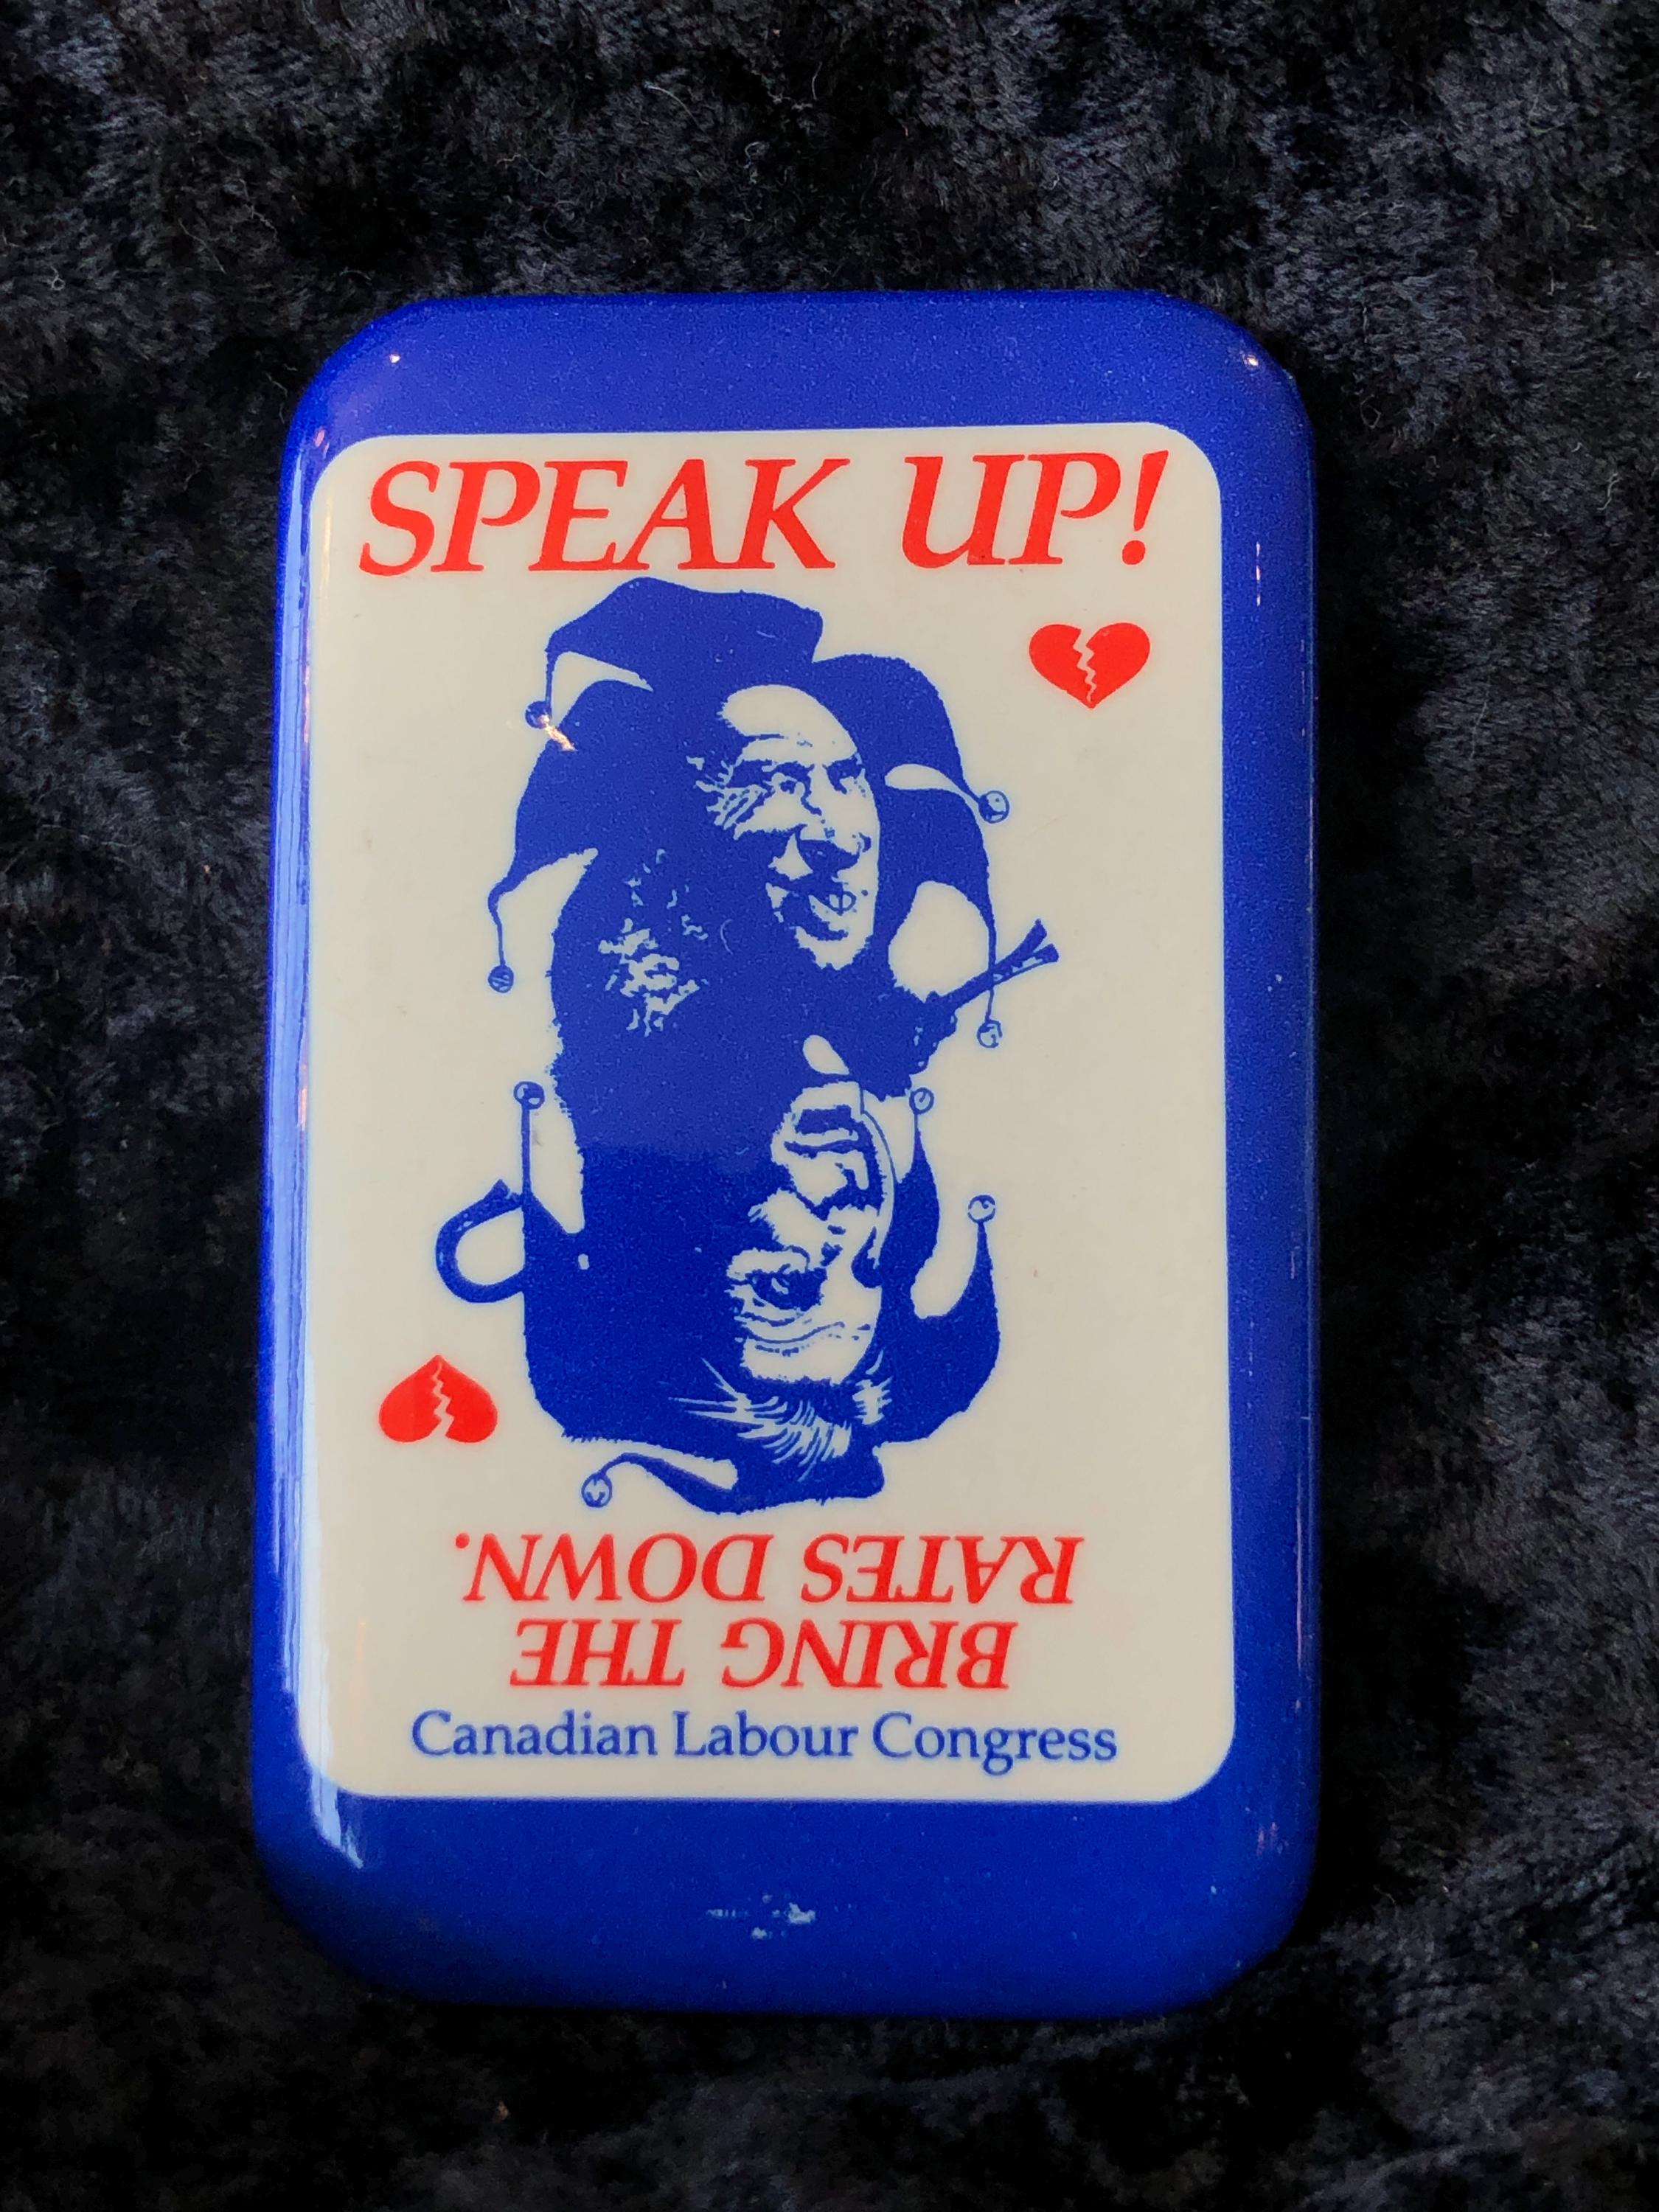 SPEAK UP!
BRING THE
RATES DOWN.
Canadian Labour Congress